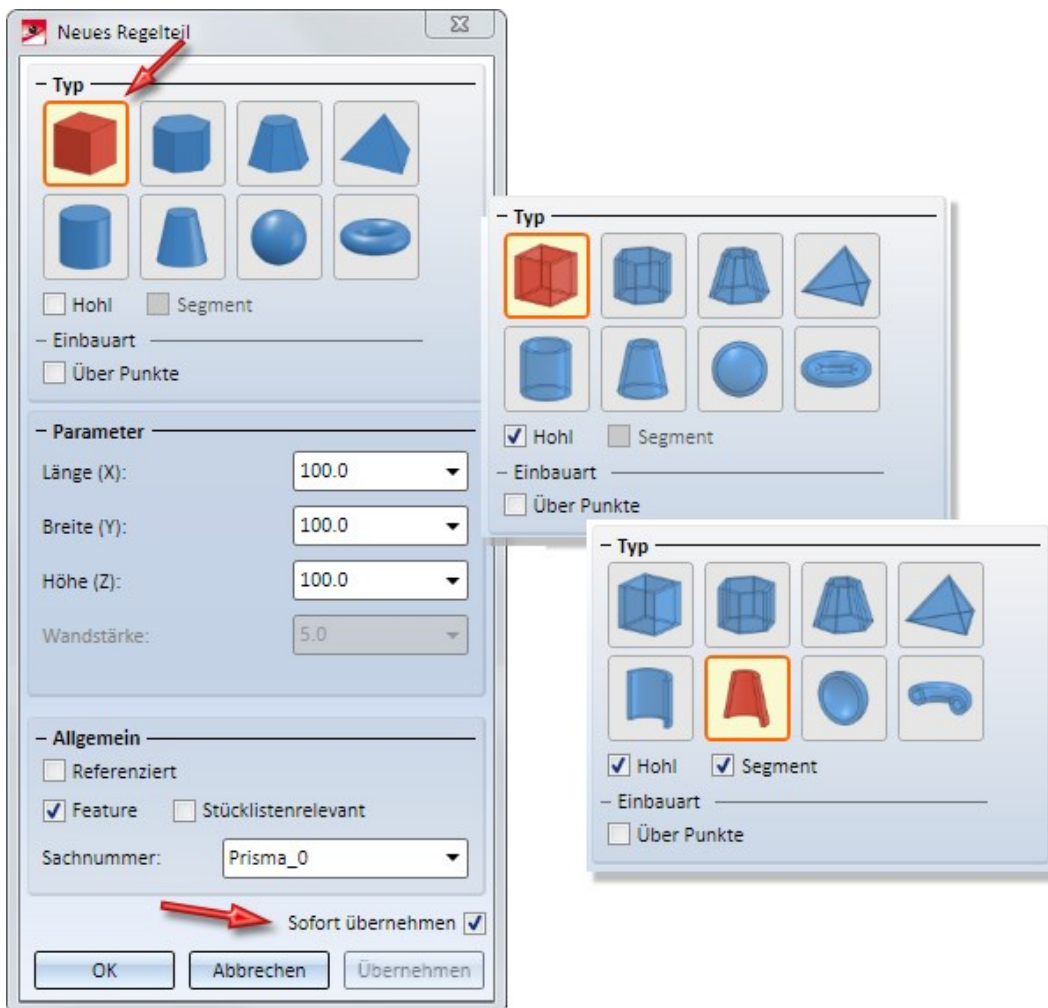 Neues Regelteil
Typ
Hohl Segment
Einbauart
Über Punkte
Parameter
Länge (X): 100.0
Breite (Y): 100.0
Höhe (Z): 100.0
Wandstärke: 5.0
Allgemein
Referenziert
Feature Stücklistenrelevant
Sachnummer: Prisma_0
Sofort übernehmen
OK Abbrechen Übernehmen
Typ
Hohl Segment
Einbauart
Über Punkte
Typ
Hohl Segment
Einbauart
Über Punkte